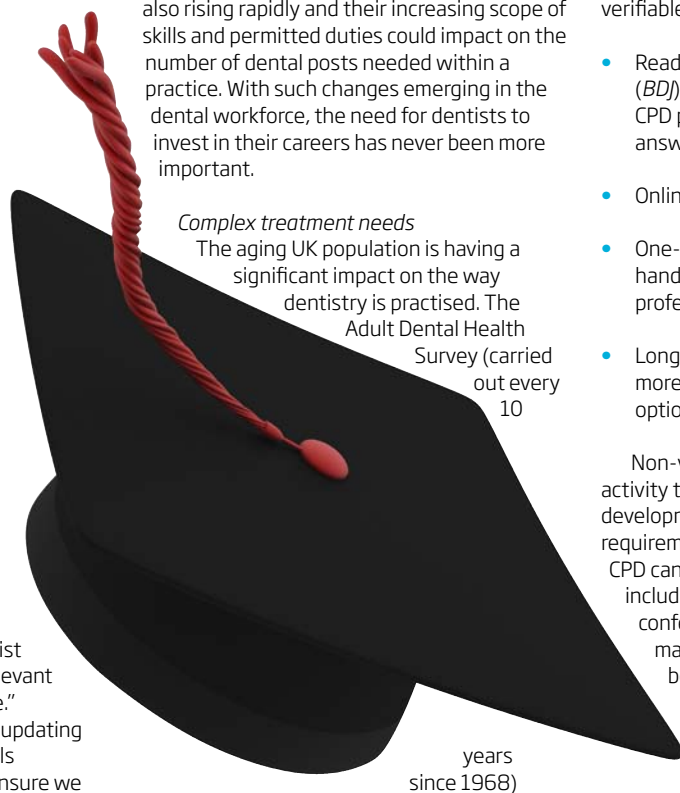 ist
evant
e.”
updating
ls
nsure we
also rising rapidly and their increasing scope of
skills and permitted duties could impact on the
number of dental posts needed within a
practice. With such changes emerging in the
dental workforce, the need for dentists to
invest in their careers has never been more
important.
Complex treatment needs
The aging UK population is having a
significant impact on the way
dentistry is practised. The
Adult Dental Health
Survey (carried
out every
10
years
since 1968)
verifiable
• Read
(BDJ)
CPD p
answ
• Onlin
• One-
hand
profe
• Long
more
optio
Non-v
activity t
developm
requirem
CPD can
includ
confe
ma
b